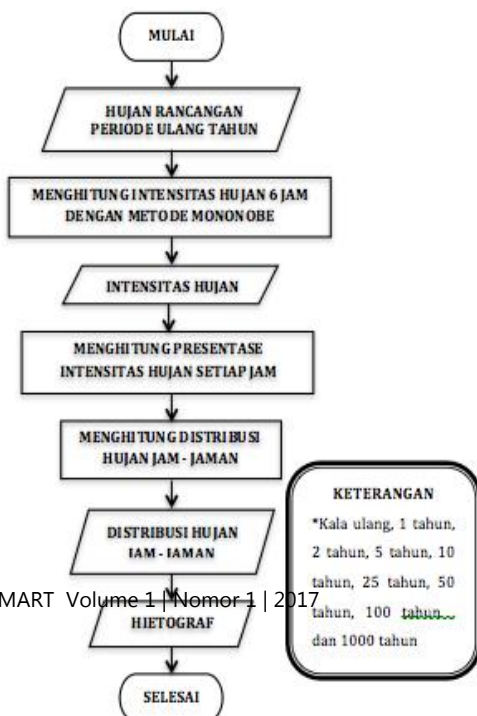 MULAI
HUJAN RANCANGAN
PERIODE ULANG TAHUN
MENGHITUNG INTENSITAS HUJAN 6 JAM
DENGAN METODE MONONOBE
INTENSITAS HUJAN
MENGHITUNG PRESENTASE
INTENSITAS HUJAN SETIAP JAM
MENGHITUNG DISTRIBUSI
HUJAN JAM - JAMAN
DISTRIBUSI HUJAN
JAM - JAMAN
MART Volume 1 | Nomor 1 | 2017
HIETOGRAF
SELESAI
KETERANGAN
*Kala ulang, 1 tahun,
2 tahun, 5 tahun, 10
tahun, 25 tahun, 50
tahun, 100 tahun
dan 1000 tahun